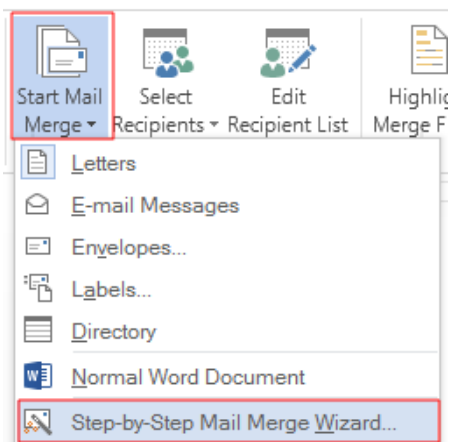 Start Mail Select Edit
Merge Recipients Recipient List Merge
Letters
E-mail Messages
Envelopes...
Labels...
Directory
Normal Word Document
Step-by-Step Mail Merge Wizard...